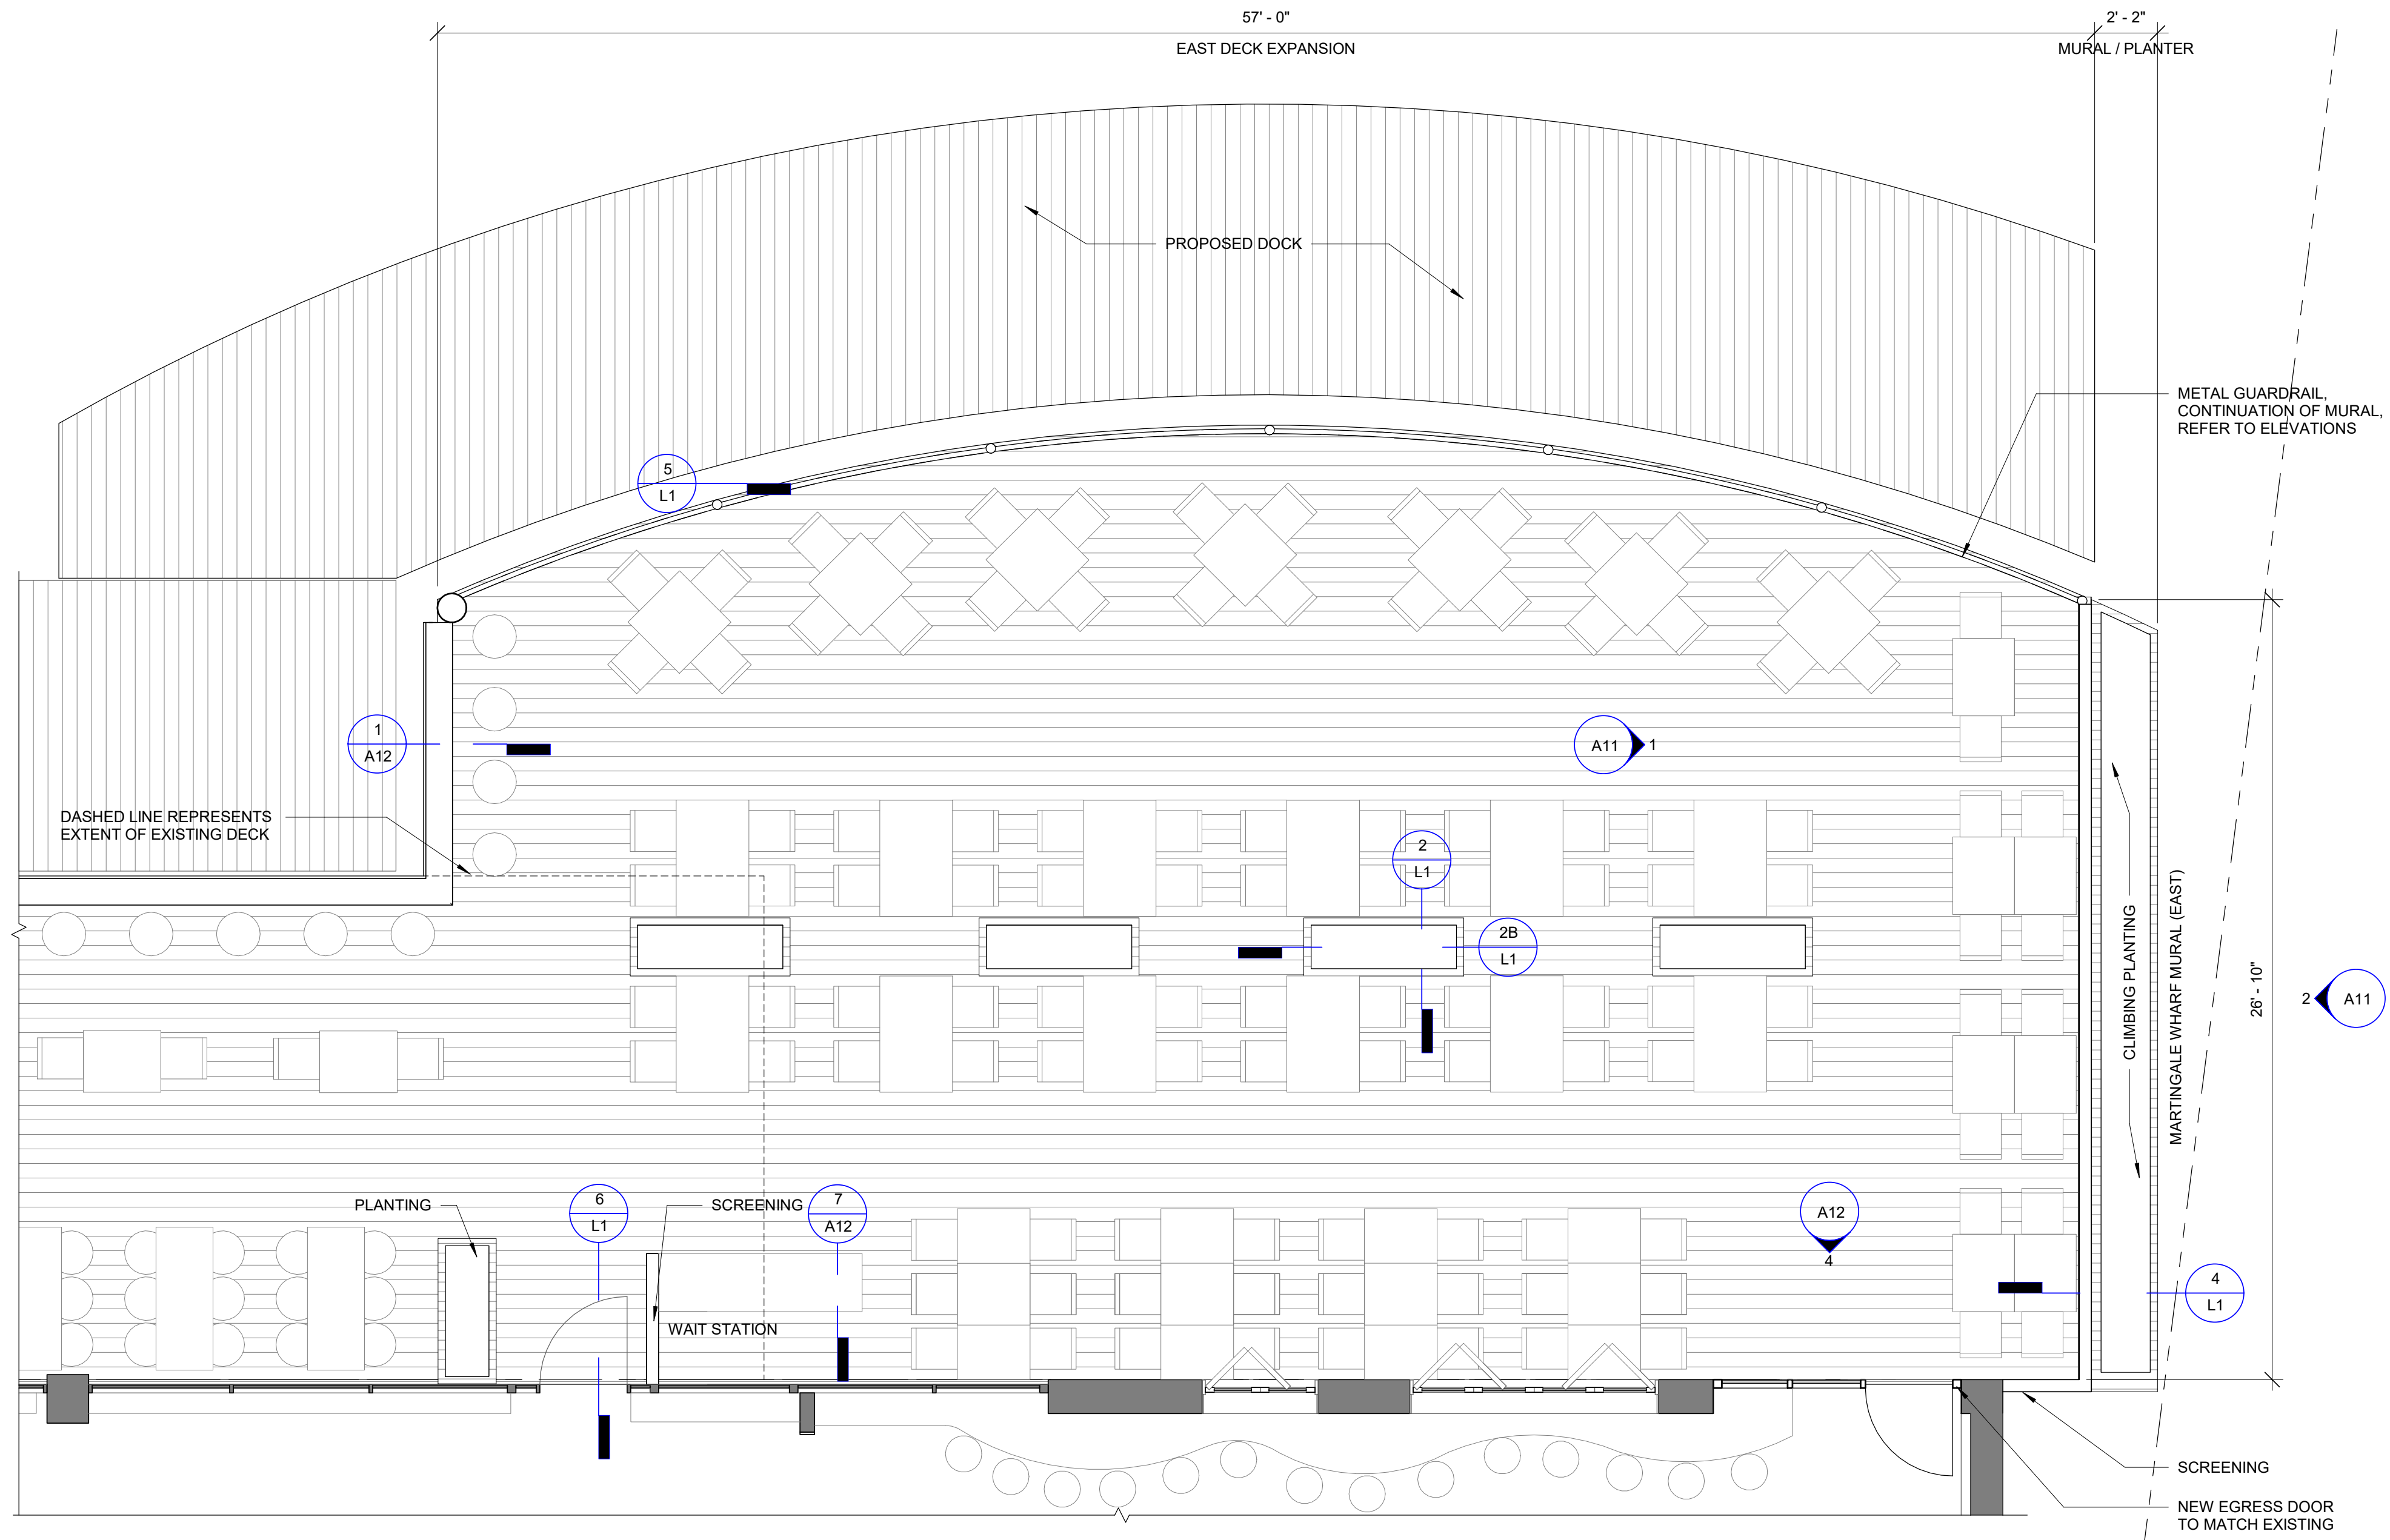 57' - 0"
2' - 2"
EAST DECK EXPANSION
MURAL / PLANTER
PROPOSED DOCK
METAL GUARDRAIL,
CONTINUATION OF MURAL,
REFER TO ELEVATIONS
5
L1
1
A12
A11
1
DASHED LINE REPRESENTS
EXTENT OF EXISTING DECK
2
L1
2B
L1
CLIMBING PLANTING
MARTINGALE WHARF MURAL (EAST)
26' - 10"
2
A11
PLANTING
6
L1
SCREENING
7
A12
A12
4
4
L1
WAIT STATION
SCREENING
NEW EGRESS DOOR
TO MATCH EXISTING